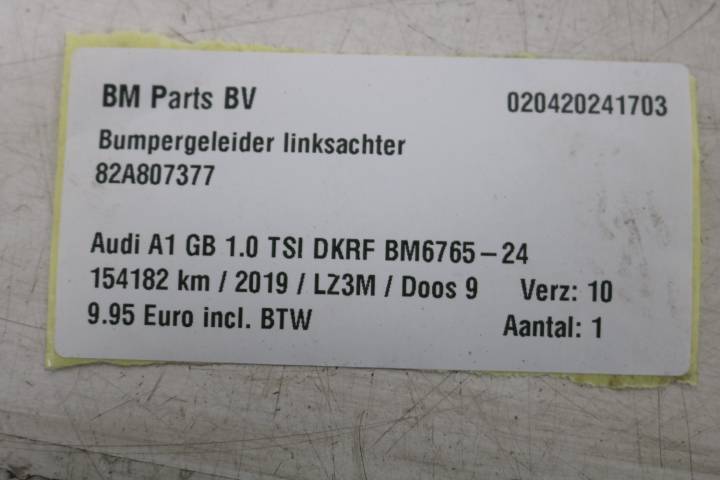 BM Parts BV 020420241703
Bumpergeleider linksachter
82A807377
Audi A1 GB 1.0 TSI DKRF BM6765-24
154182 km / 2019 / LZ3M / Doos 9 Verz: 10
9.95 Euro incl. BTW Aantal: 1